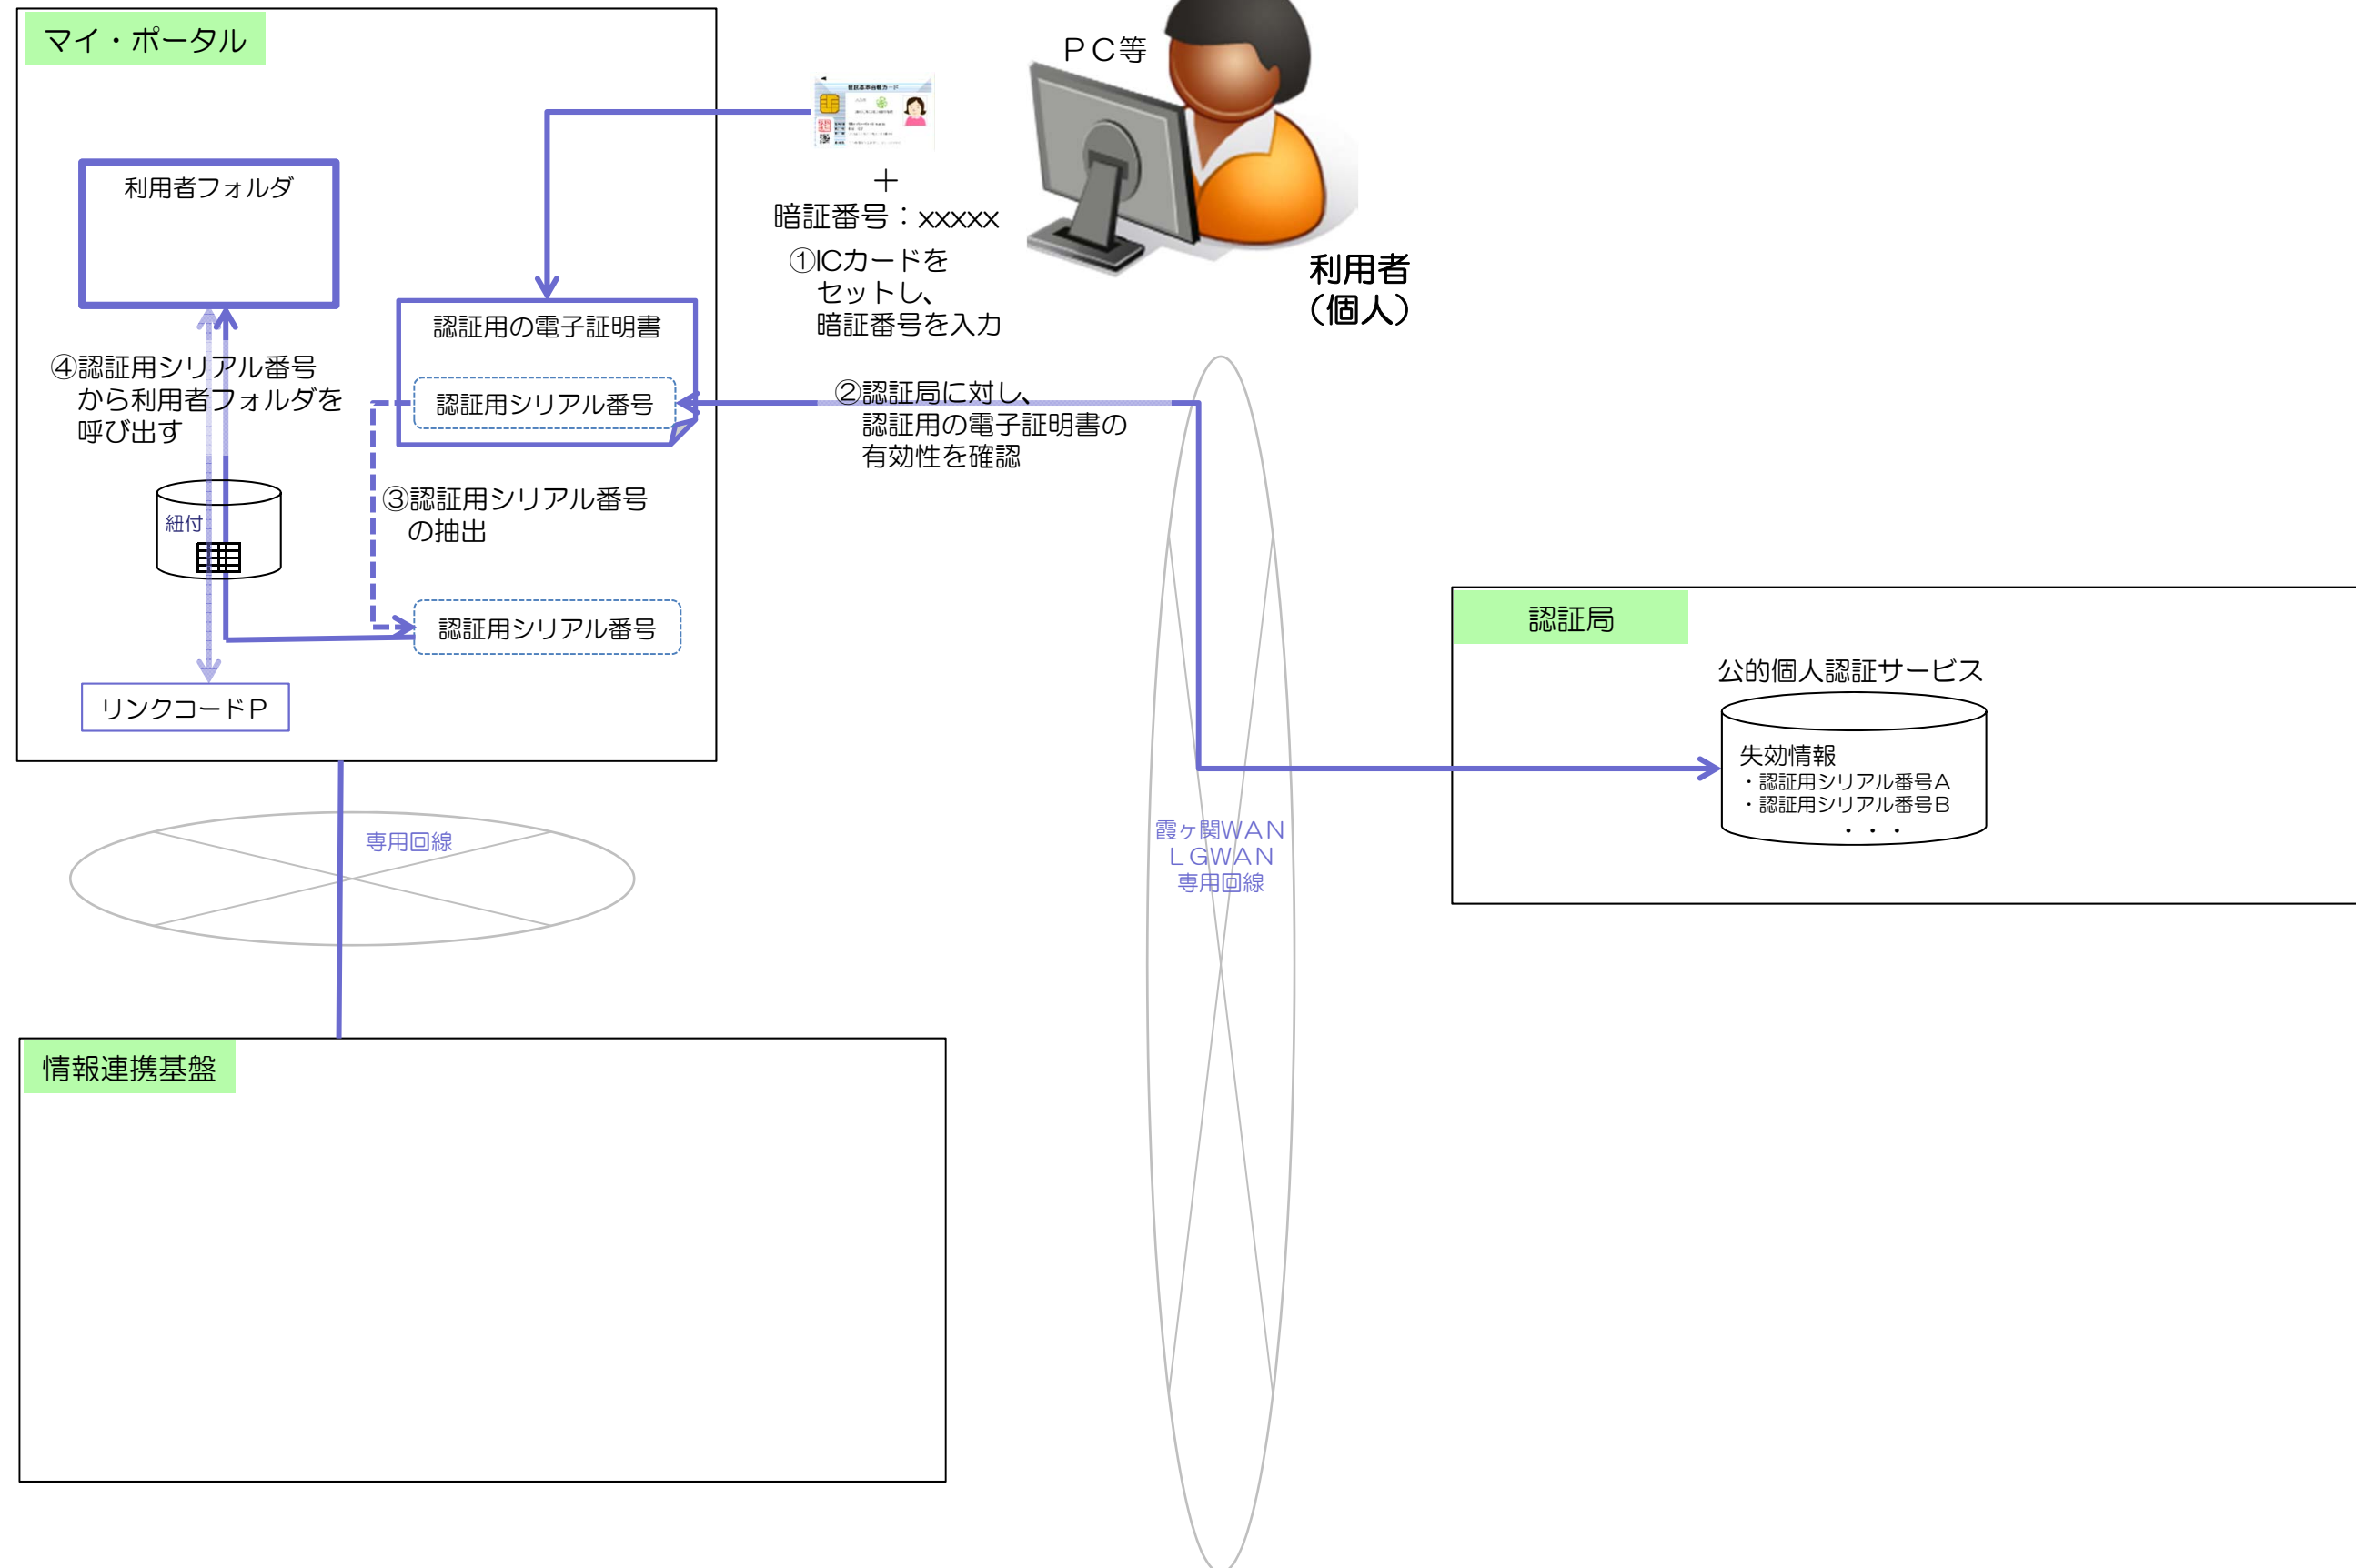 マイ・ポータル
利用者フォルダ
④認証用シリアル番号
から利用者フォルダを
呼び出す
紐付
リンクコードP
認証用の電子証明書
認証用シリアル番号
③認証用シリアル番号
の抽出
認証用シリアル番号
住民基本台帳カード
＋
暗証番号：xxxxx
①ICカードを
セットし、
暗証番号を入力
PC等
利用者
（個人）
②認証局に対し、
認証用の電子証明書の
有効性を確認
専用回線
霞ヶ関WAN
LGWAN
専用回線
認証局
公的個人認証サービス
失効情報
・認証用シリアル番号A
・認証用シリアル番号B
・・・
情報連携基盤